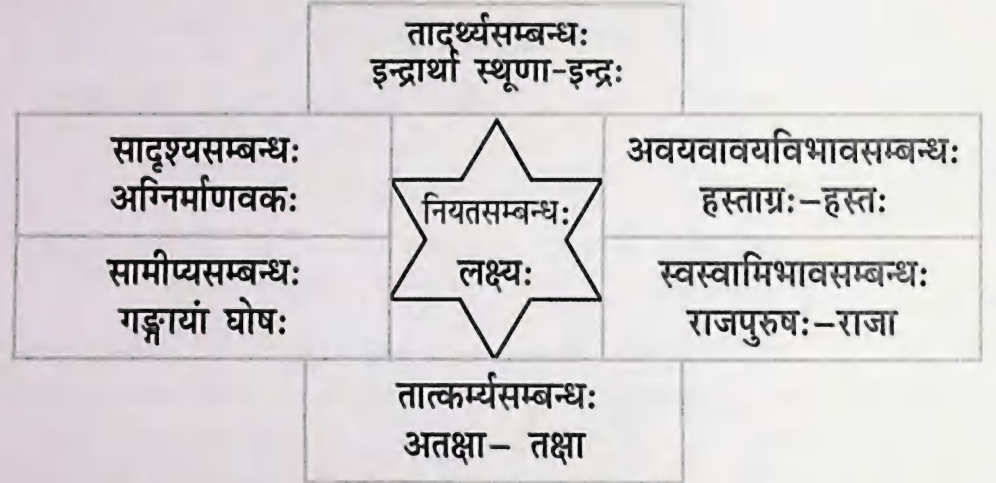 तादर्थ्यसम्बन्धः
इन्द्रार्था स्थूणा-इन्द्रः
सादृश्यसम्बन्धः
अग्निर्माणवकः
अवयवावयविभावसम्बन्धः
हस्ताग्रः-हस्तः
नियतसम्बन्धः
लक्ष्यः
सामीप्यसम्बन्धः
गङ्गायां घोषः
स्वस्वामिभावसम्बन्धः
राजपुरुषः-राजा
तात्कर्म्यसम्बन्धः
अतक्षा- तक्षा